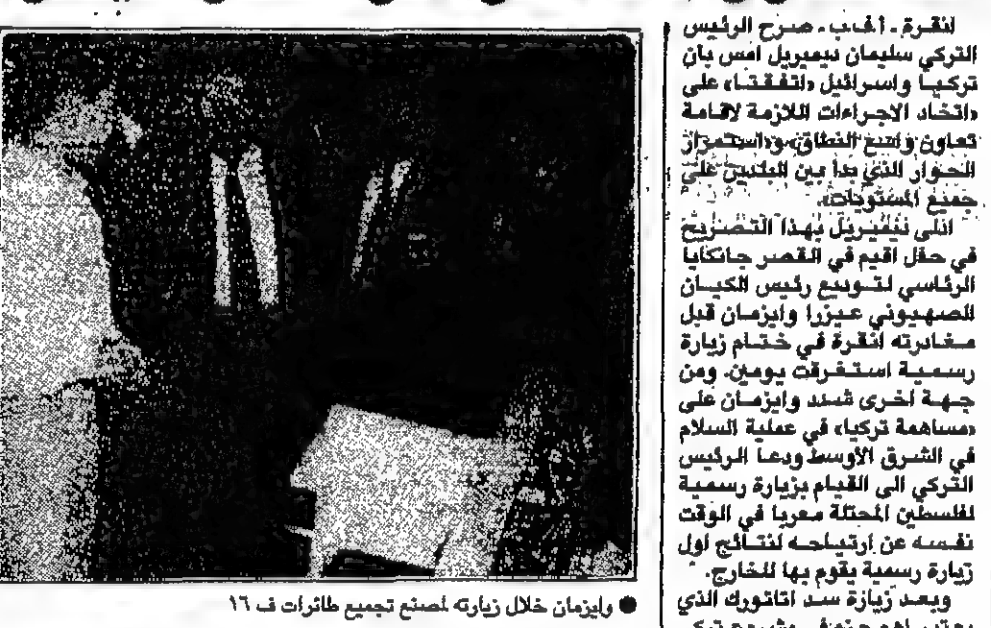 انقرة - أ ف ب - صرح الرئيس
التركي سليمان ديميريل امس بان
تركيا واسرائيل «اتفقتا» على
«اتخاذ الاجراءات اللازمة لاقامة
تعاون واسع النطاق» و«استمرار
الحوار الذي بدأ بين البلدين على
جميع المستويات».
ادلى ديميريل بهذا التصريح
في حفل اقيم في القصر جانكايا
الرئاسي لتوديع رئيس الكيان
الصهيوني عيزرا وايزمان قبل
مغادرته انقرة في ختام زيارة
رسمية استغرقت يومين. ومن
جهة اخرى شدد وايزمان على
«مساهمة تركيا» في عملية السلام
في الشرق الأوسط ودعا الرئيس
التركي الى القيام بزيارة رسمية
لفلسطين المحتلة معربا في الوقت
نفسه عن ارتياحه لنتائج اول
زيارة رسمية يقوم بها للخارج.
وبعد زيارة سد اتاتورك الذي
● وايزمان خلال زيارته لمصنع تجميع طائرات ف ١٦